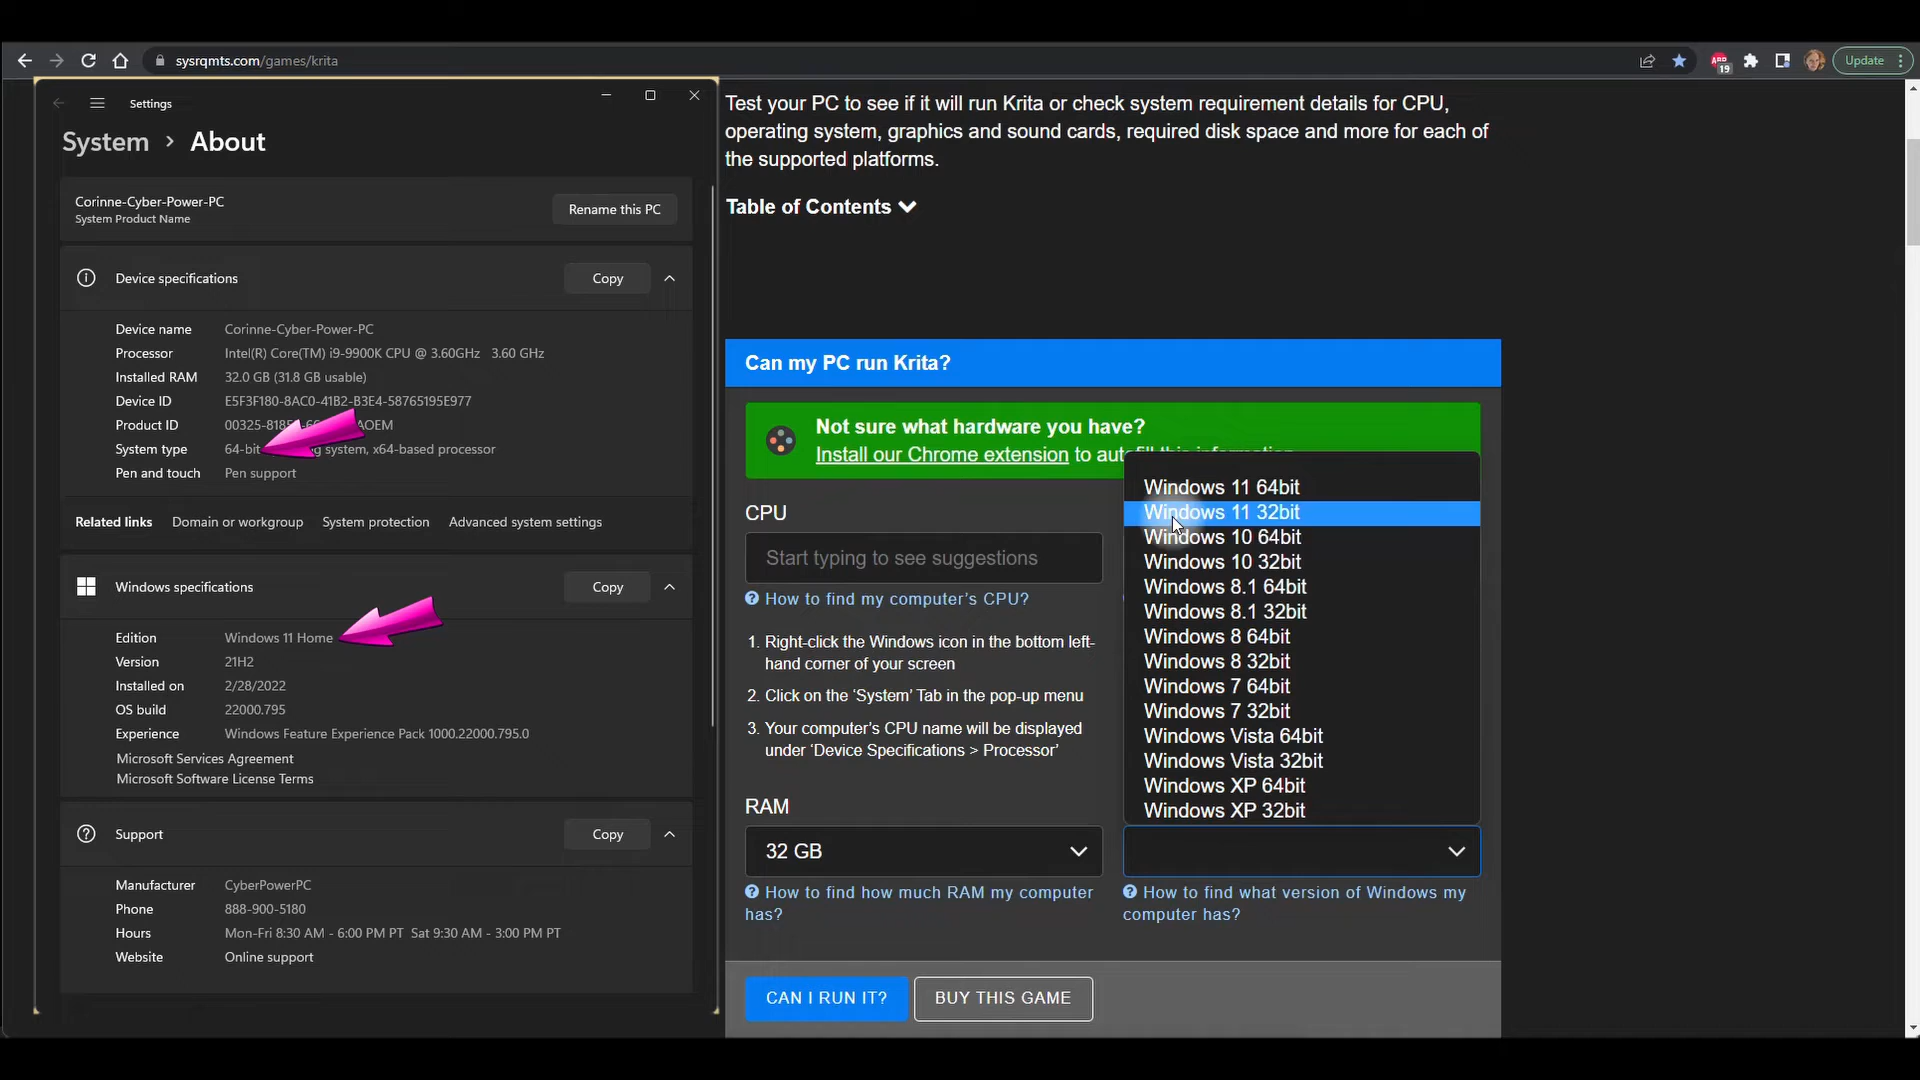 sysrqmts.com/games/krita
19
Update
Settings
System > About
Corinne-Cyber-Power-PC
System Product Name
Rename this PC
Device specifications
Copy
Device name Corinne-Cyber-Power-PC
Processor Intel(R) Core(TM) i9-9900K CPU @ 3.60GHz 3.60 GHz
Installed RAM 32.0 GB (31.8 GB usable)
Device ID E5F3F180-8AC0-41B2-B3E4-58765195E977
Product ID 00325-8185 AOEM
System type 64-bit system, x64-based processor
Pen and touch Pen support
Related links Domain or workgroup System protection Advanced system settings
Windows specifications
Copy
Edition Windows 11 Home
Version 21H2
Installed on 2/28/2022
OS build 22000.795
Experience Windows Feature Experience Pack 1000.22000.795.0
Microsoft Services Agreement
Microsoft Software License Terms
Support
Copy
Manufacturer CyberPowerPC
Phone 888-900-5180
Hours Mon-Fri 8:30 AM - 6:00 PM PT Sat 9:30 AM - 3:00 PM PT
Website Online support
Test your PC to see if it will run Krita or check system requirement details for CPU,
operating system, graphics and sound cards, required disk space and more for each of
the supported platforms.
Table of Contents
Can my PC run Krita?
Not sure what hardware you have?
Install our Chrome extension to autofill this information
CPU
Start typing to see suggestions
How to find my computer's CPU?
1. Right-click the Windows icon in the bottom left-
hand corner of your screen
2. Click on the 'System' Tab in the pop-up menu
3. Your computer's CPU name will be displayed
under 'Device Specifications > Processor'
RAM
32 GB
How to find how much RAM my computer
has?
Windows 11 64bit
Windows 11 32bit
Windows 10 64bit
Windows 10 32bit
Windows 8.1 64bit
Windows 8.1 32bit
Windows 8 64bit
Windows 8 32bit
Windows 7 64bit
Windows 7 32bit
Windows Vista 64bit
Windows Vista 32bit
Windows XP 64bit
Windows XP 32bit
How to find what version of Windows my
computer has?
CAN I RUN IT?
BUY THIS GAME